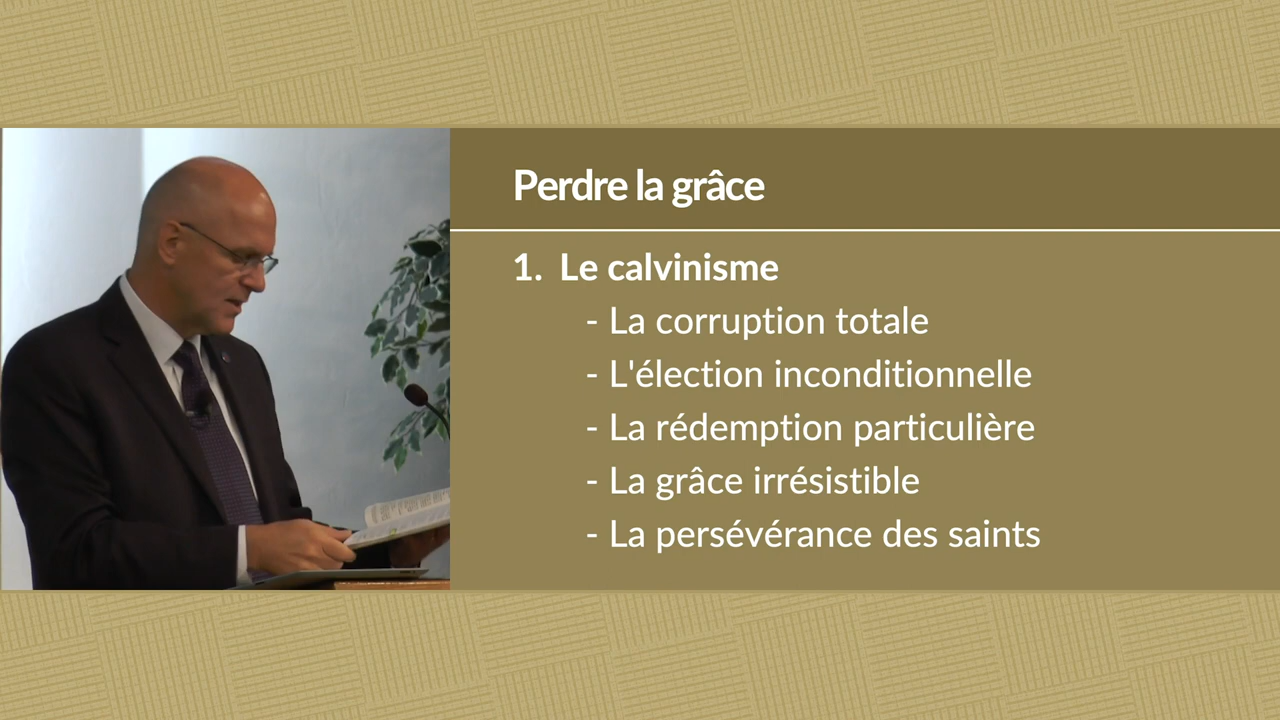 Perdre la grâce
1. Le calvinisme
- La corruption totale
- L'élection inconditionnelle
- La rédemption particulière
- La grâce irrésistible
- La persévérance des saints